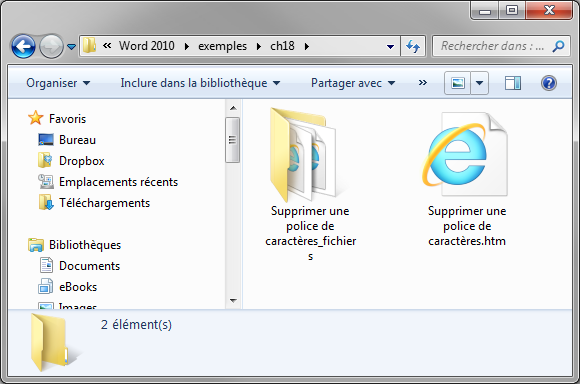 « Word 2010 exemples ch18 Rechercher dans : ...
Organiser Inclure dans la bibliothèque Partager avec »
Favoris
Bureau
Dropbox
Emplacements récents
Téléchargements
Bibliothèques
Documents
eBooks
Images
Supprimer une
police de
caractères_fichier
s
Supprimer une
police de
caractères.htm
2 élément(s)